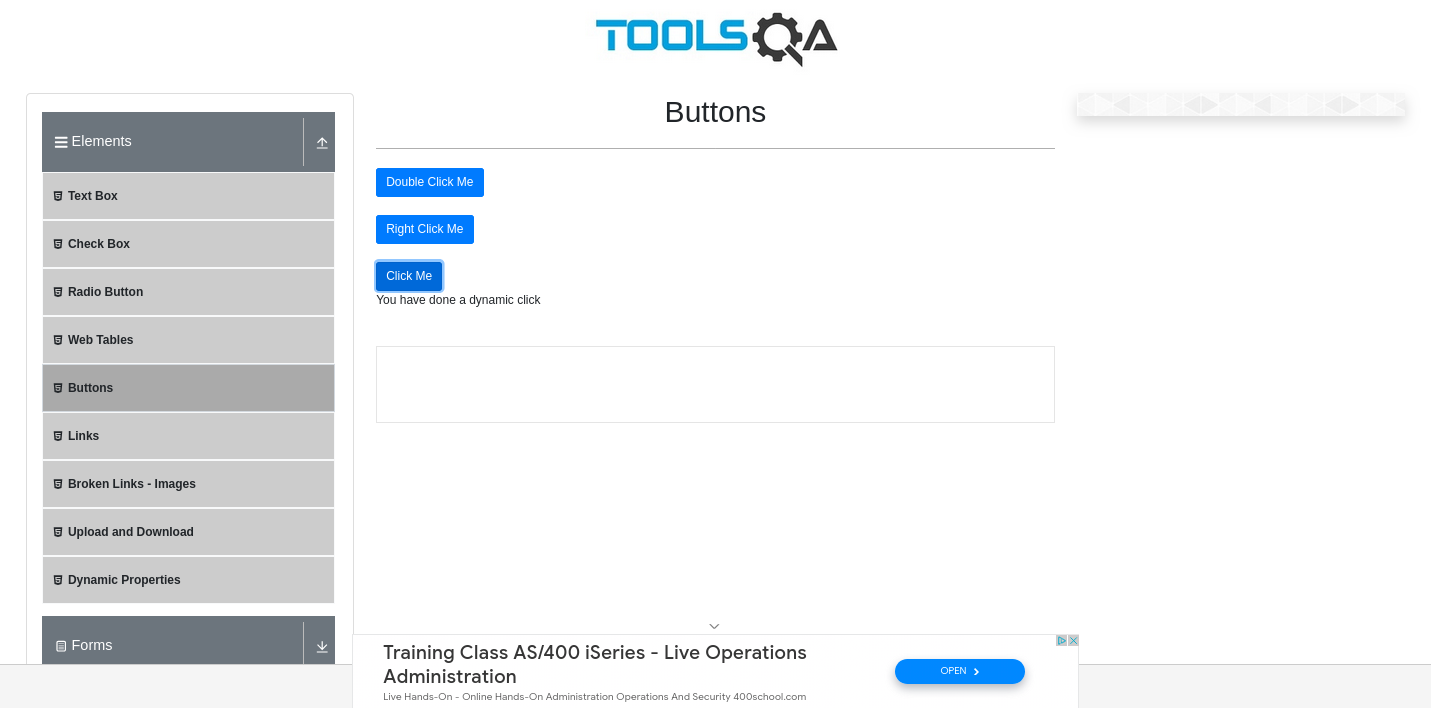 TOOLSQA
Elements
Text Box
Check Box
Radio Button
Web Tables
Buttons
Links
Broken Links - Images
Upload and Download
Dynamic Properties
Forms
Buttons
Double Click Me
Right Click Me
Click Me
You have done a dynamic click
Training Class AS/400 iSeries - Live Operations
Administration
Live Hands-On - Online Hands-On Administration Operations And Security 400school.com
OPEN